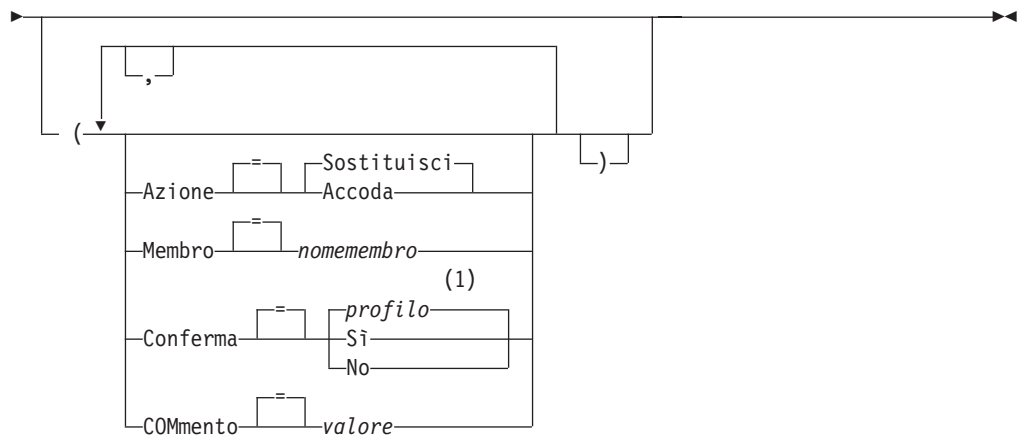 ,
(
)
= Sostituisci
Azione Accoda
=
Membro nomemembro
(1)
= profilo
Conferma Sì
No
=
COMmento valore